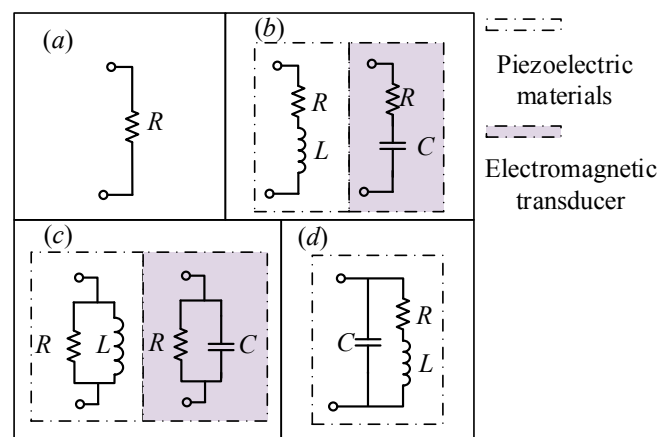 (a)
R
(b)
R
L
R
C
Piezoelectric
materials
Electromagnetic
transducer
(c)
R
L
R
C
(d)
C
R
L